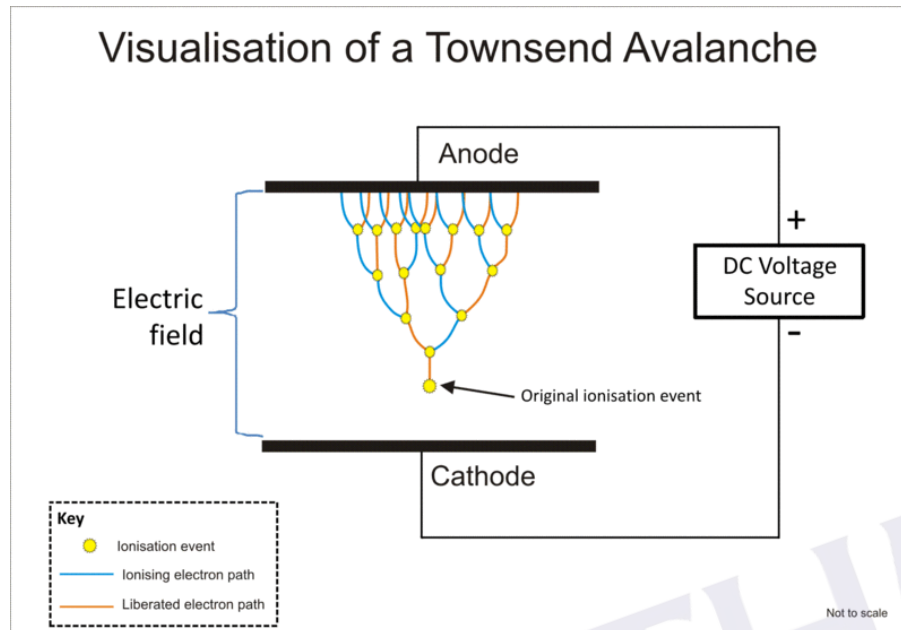 Visualisation of a Townsend Avalanche
Anode
+
DC Voltage
Source
-
Electric
field
Original ionisation event
Cathode
Key
Ionisation event
Ionising electron path
Liberated electron path
Not to scale